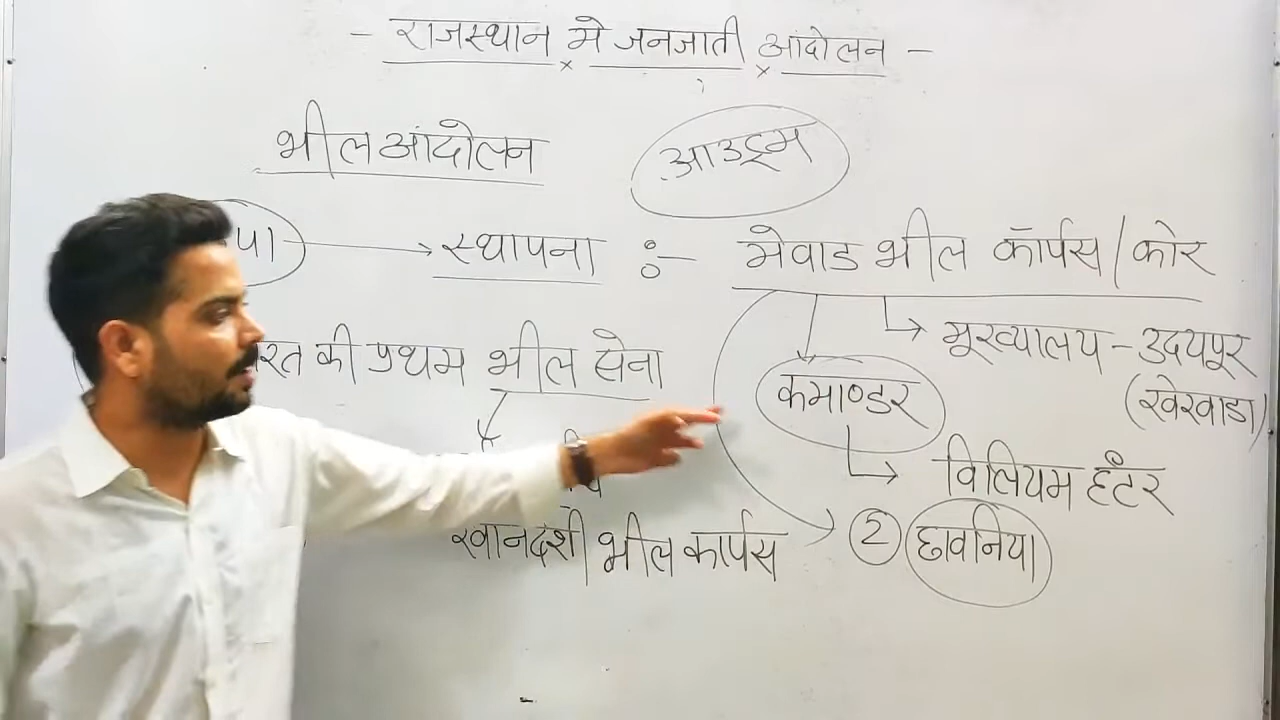 - राजस्थान मे जनजाती आंदोलन -
भील आंदोलन
आउट्रम
स्थापना :- मेवाड भील कॉर्पस / कोर
मूख्यालय - उदयपूर
(खेरवाडा)
की प्रथम भील सेना
कमाण्डर
विलियम हँटर
खानदेशी भील कार्पस
2 छावनिया